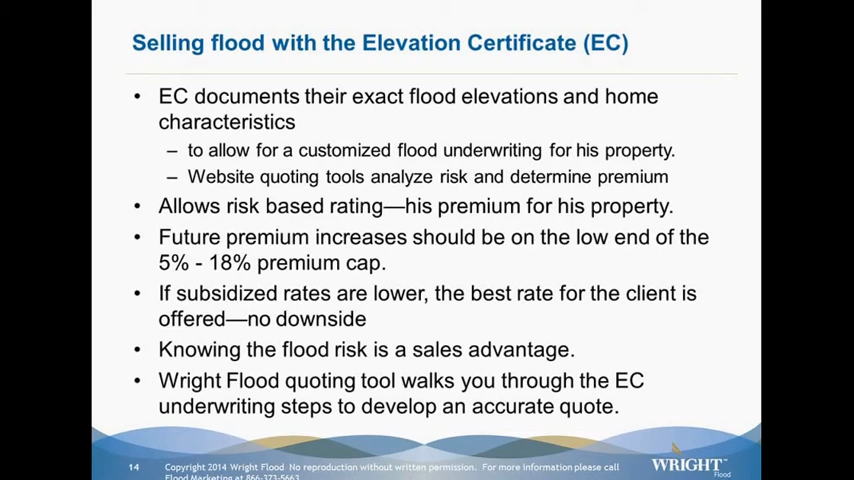 Selling flood with the Elevation Certificate (EC)
• EC documents their exact flood elevations and home
characteristics
– to allow for a customized flood underwriting for his property.
– Website quoting tools analyze risk and determine premium
• Allows risk based rating—his premium for his property.
• Future premium increases should be on the low end of the
5% - 18% premium cap.
• If subsidized rates are lower, the best rate for the client is
offered—no downside
• Knowing the flood risk is a sales advantage.
• Wright Flood quoting tool walks you through the EC
underwriting steps to develop an accurate quote.
14
Copyright 2014 Wright Flood No reproduction without written permission. For more information please call
Flood Marketing at 866-373-5663
WRIGHT™
Flood